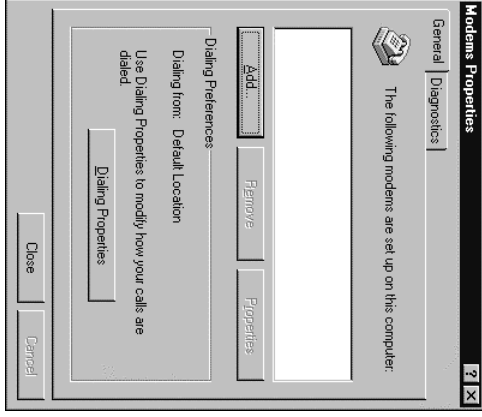 Modems Properties
General Diagnostics
The following modems are set up on this computer:
Add... Remove Properties
Dialing Preferences
Dialing from: Default Location
Use Dialing Properties to modify how your calls are
dialed.
Dialing Properties
Close Cancel